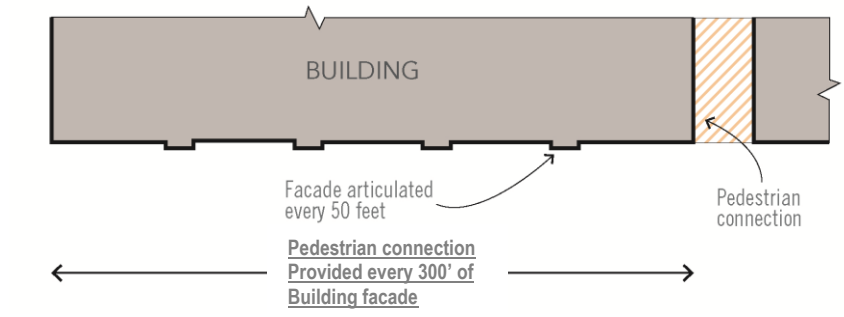 BUILDING
Facade articulated
every 50 feet
Pedestrian
connection
Pedestrian connection
Provided every 300’ of
Building facade